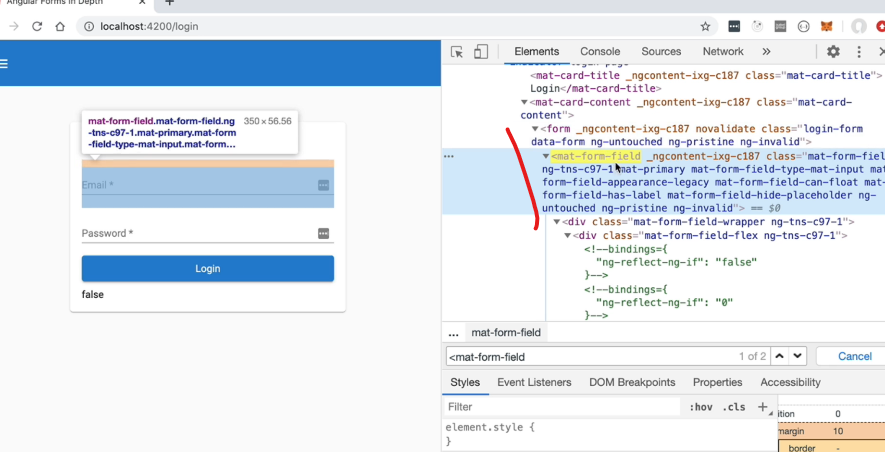 Angular Forms in Depth
localhost:4200/login
mat-form-field.mat-form-field.ng
-tns-c97-1.mat-primary.mat-form
-field-type-mat-input.mat-form…
350 × 56.56
Email *
Password *
Login
false
Elements
Console
Sources
Network
<mat-card-title _ngcontent-ixg-c187 class="mat-card-title">
Login</mat-card-title>
<mat-card-content _ngcontent-ixg-c187 class="mat-card-
content">
<form _ngcontent-ixg-c187 novalidate class="login-form
data-form ng-untouched ng-pristine ng-invalid">
<mat-form-field _ngcontent-ixg-c187 class="mat-form-fiel
ng-tns-c97-1 mat-primary mat-form-field-type-mat-input mat
form-field-appearance-legacy mat-form-field-can-float mat-
form-field-has-label mat-form-field-hide-placeholder ng-
untouched ng-pristine ng-invalid"> == $0
<div class="mat-form-field-wrapper ng-tns-c97-1">
<div class="mat-form-field-flex ng-tns-c97-1">
<!--bindings={
"ng-reflect-ng-if": "false"
}-->
<!--bindings={
"ng-reflect-ng-if": "0"
}-->
... mat-form-field
<mat-form-field
1 of 2
Cancel
Styles
Event Listeners
DOM Breakpoints
Properties
Accessibility
Filter
:hov .cls +
element.style {
}
ition 0
margin 10
border -